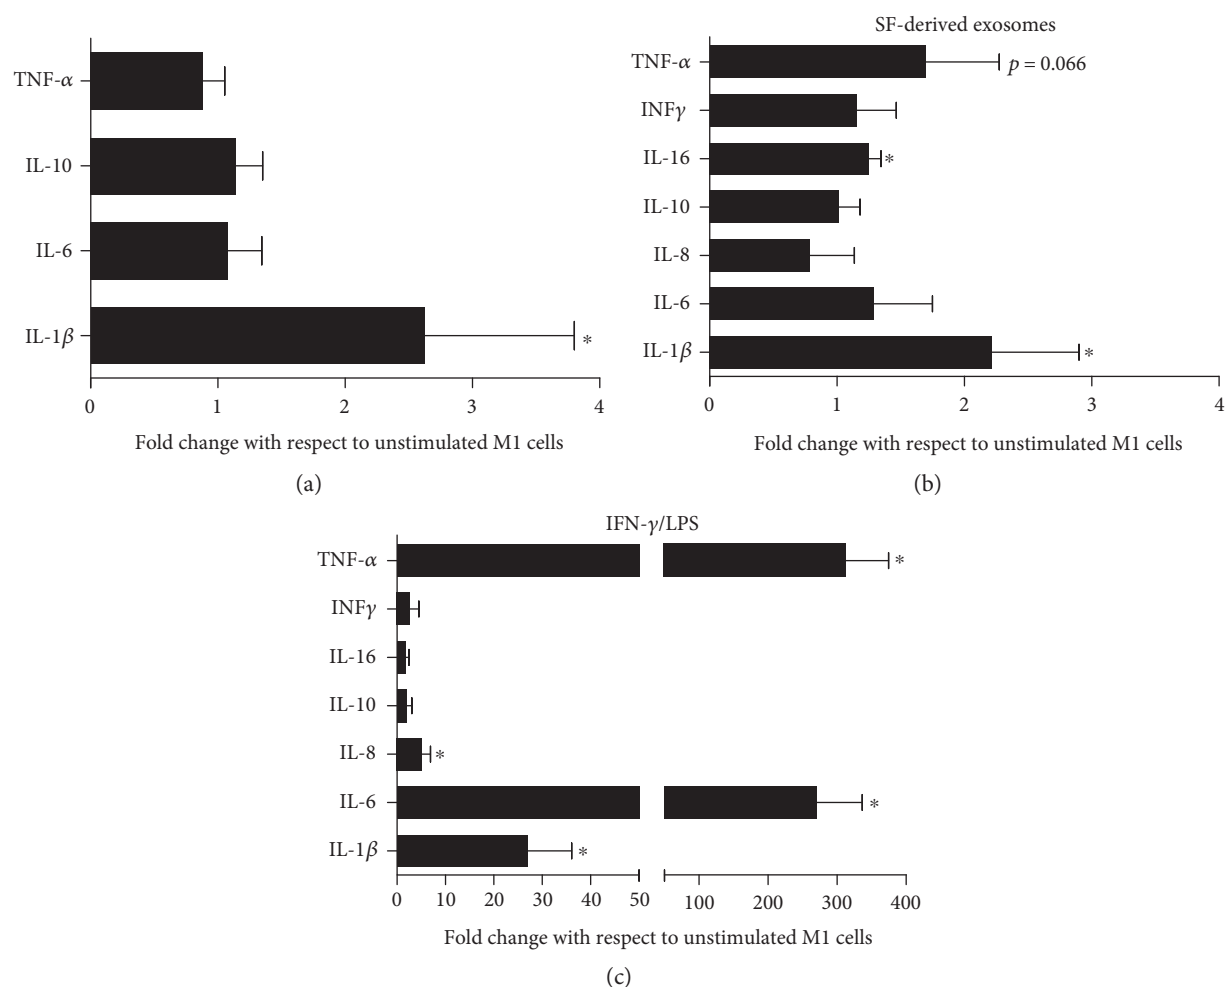 TNF-α
IL-10
IL-6
IL-1β
*
0 1 2 3 4
Fold change with respect to unstimulated M1 cells
(a)
SF-derived exosomes
TNF-α
p = 0.066
INFγ
IL-16
*
IL-10
IL-8
IL-6
IL-1β
*
0 1 2 3 4
Fold change with respect to unstimulated M1 cells
(b)
IFN-γ/LPS
TNF-α
*
INFγ
IL-16
IL-10
IL-8
*
IL-6
*
IL-1β
*
0 10 20 30 40 50 100 200 300 400
Fold change with respect to unstimulated M1 cells
(c)